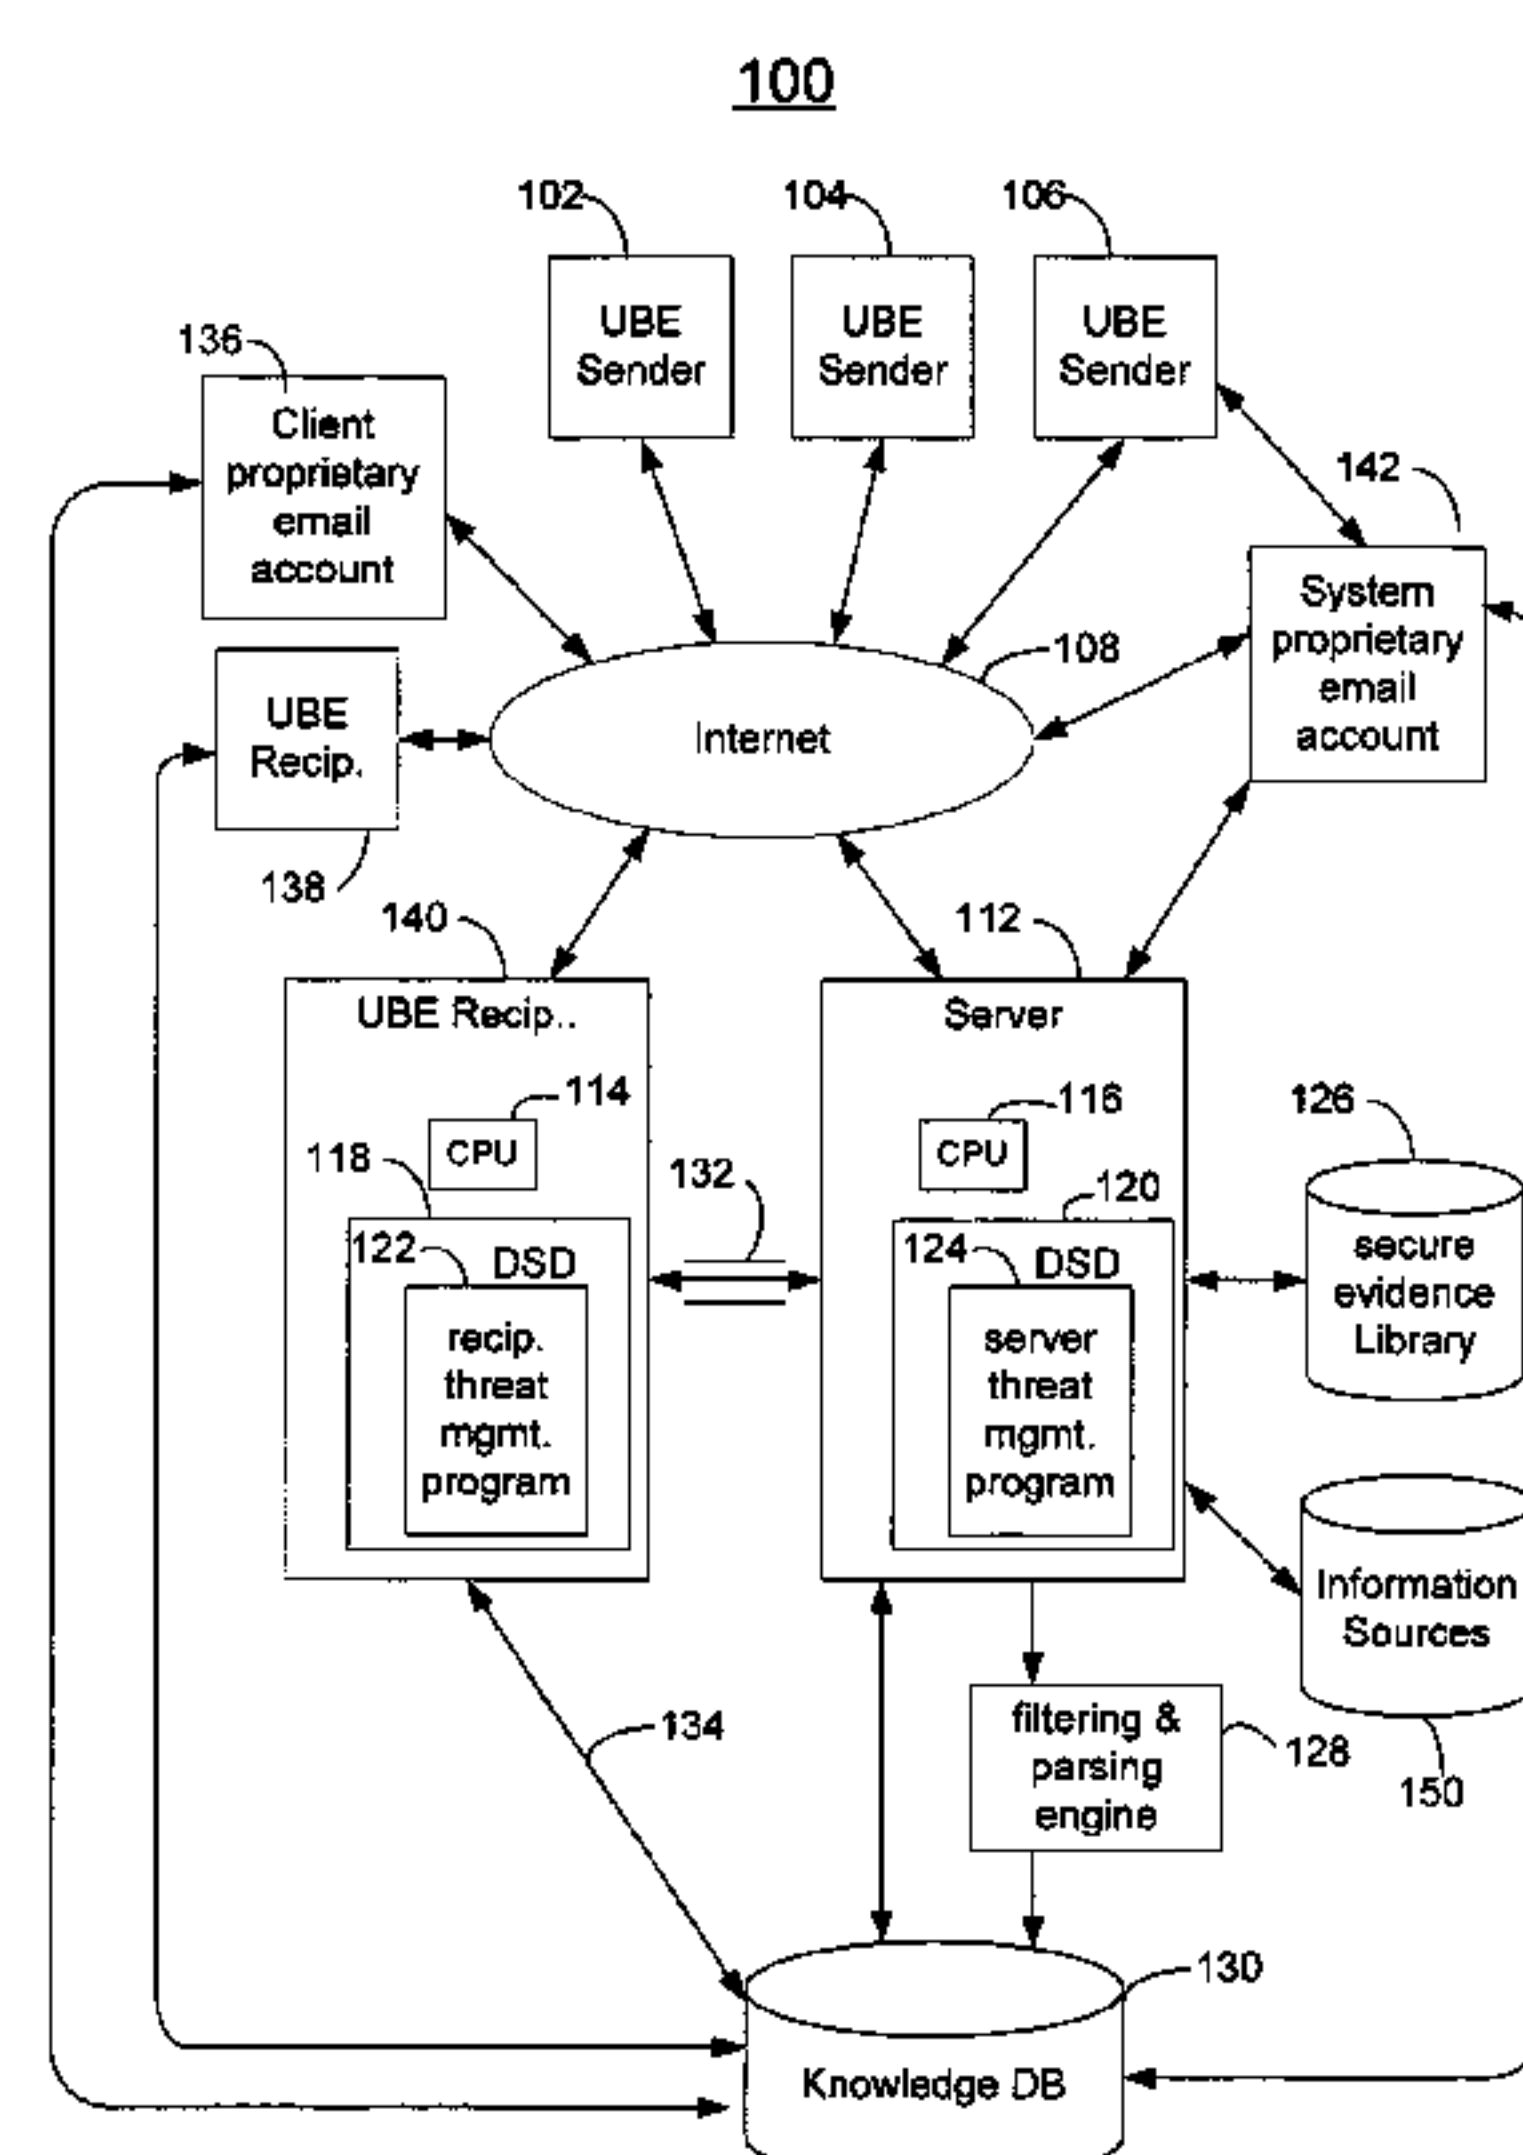 100
102
104
106
UBE
Sender
UBE
Sender
UBE
Sender
136
Client
proprietary
email
account
142
System
proprietary
email
account
108
Internet
UBE
Recip.
138
140
112
UBE Recip..
Server
114
CPU
116
CPU
118
120
122
DSD
124
DSD
132
126
recip.
threat
mgmt.
program
server
threat
mgmt.
program
secure
evidence
Library
Information
Sources
150
134
filtering &
parsing
engine
128
130
Knowledge DB